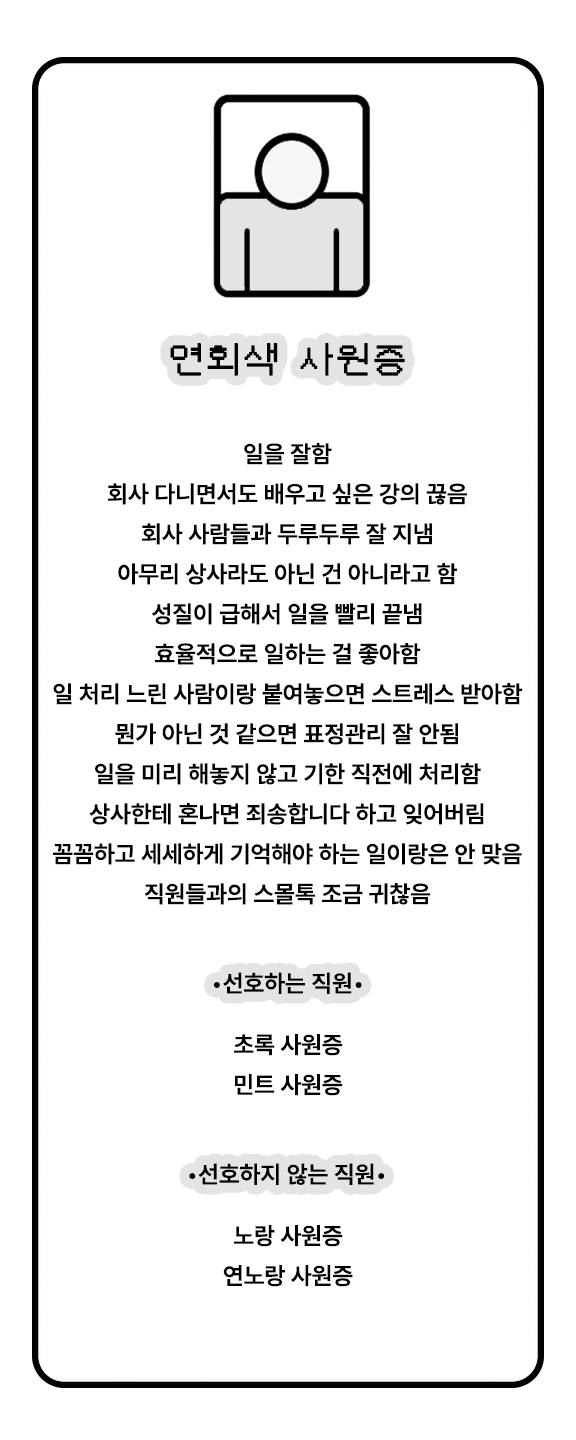 연회색 사원증
일을 잘함
회사 다니면서도 배우고 싶은 강의 끊음
회사 사람들과 두루두루 잘 지냄
아무리 상사라도 아닌 건 아니라고 함
성질이 급해서 일을 빨리 끝냄
효율적으로 일하는 걸 좋아함
일 처리 느린 사람이랑 붙여놓으면 스트레스 받아함
뭔가 아닌 것 같으면 표정관리 잘 안됨
일을 미리 해놓지 않고 기한 직전에 처리함
상사한테 혼나면 죄송합니다 하고 잊어버림
꼼꼼하고 세세하게 기억해야 하는 일이랑은 안 맞음
직원들과의 스몰톡 조금 귀찮음
•선호하는 직원•
초록 사원증
민트 사원증
•선호하지 않는 직원•
노랑 사원증
연노랑 사원증